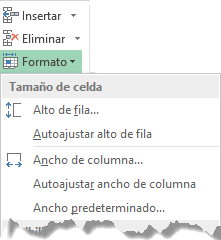 Insertar
Eliminar
Formato
Tamaño de celda
Alto de fila...
Autoajustar alto de fila
Ancho de columna...
Autoajustar ancho de columna
Ancho predeterminado...